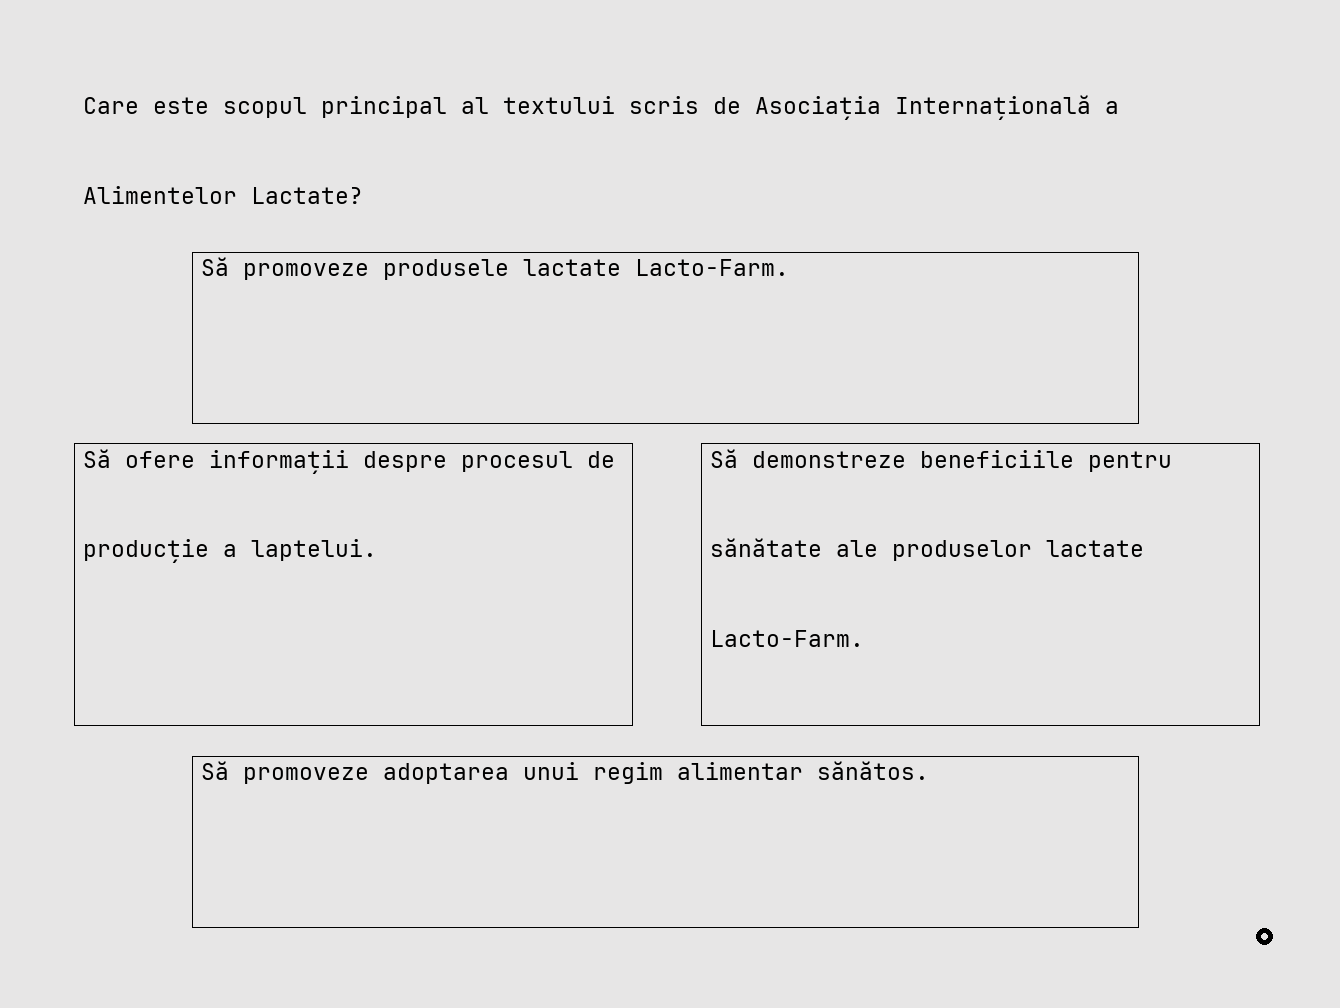 Care este scopul principal al textului scris de Asociația Internațională a
Alimentelor Lactate?
Să promoveze produsele lactate Lacto-Farm.
Să ofere informații despre procesul de
producție a laptelui.
Să demonstreze beneficiile pentru
sănătate ale produselor lactate
Lacto-Farm.
Să promoveze adoptarea unui regim alimentar sănătos.